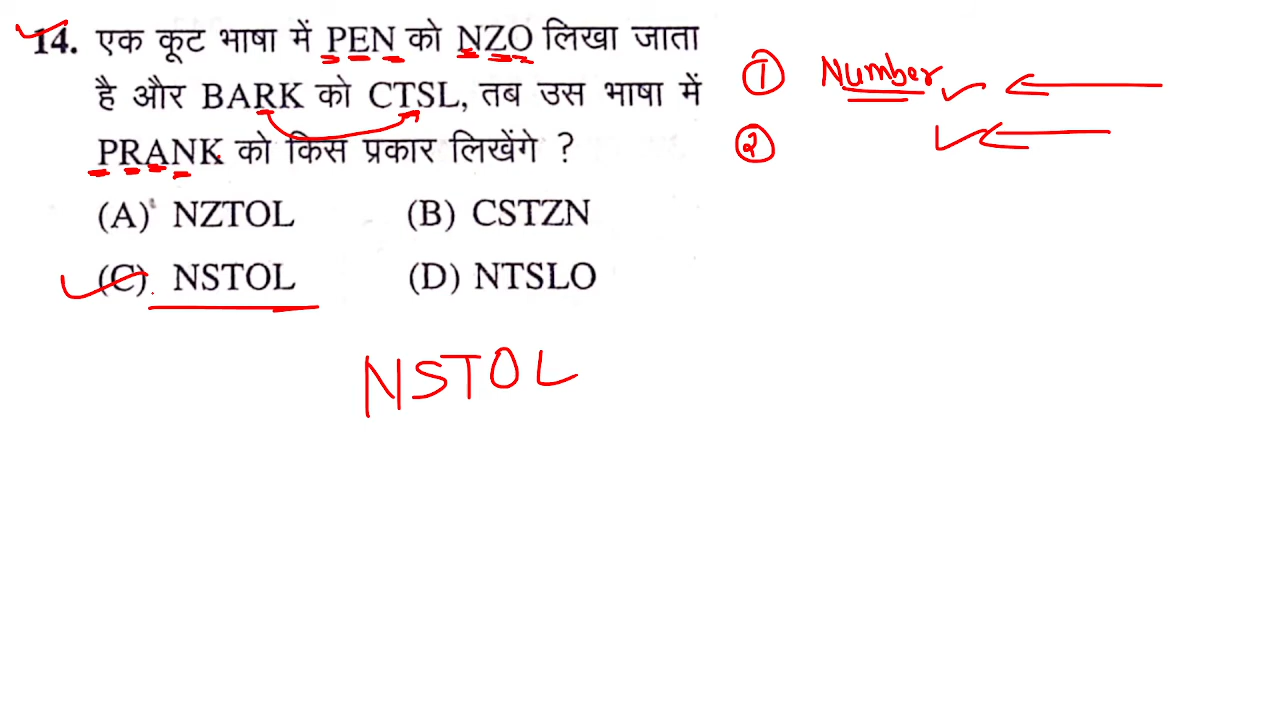 14. एक कूट भाषा में PEN को NZO लिखा जाता
है और BARK को CTSL, तब उस भाषा में
PRANK को किस प्रकार लिखेंगे ?
(A) NZTOL (B) CSTZN
(C) NSTOL (D) NTSLO
NSTOL
① Number
②